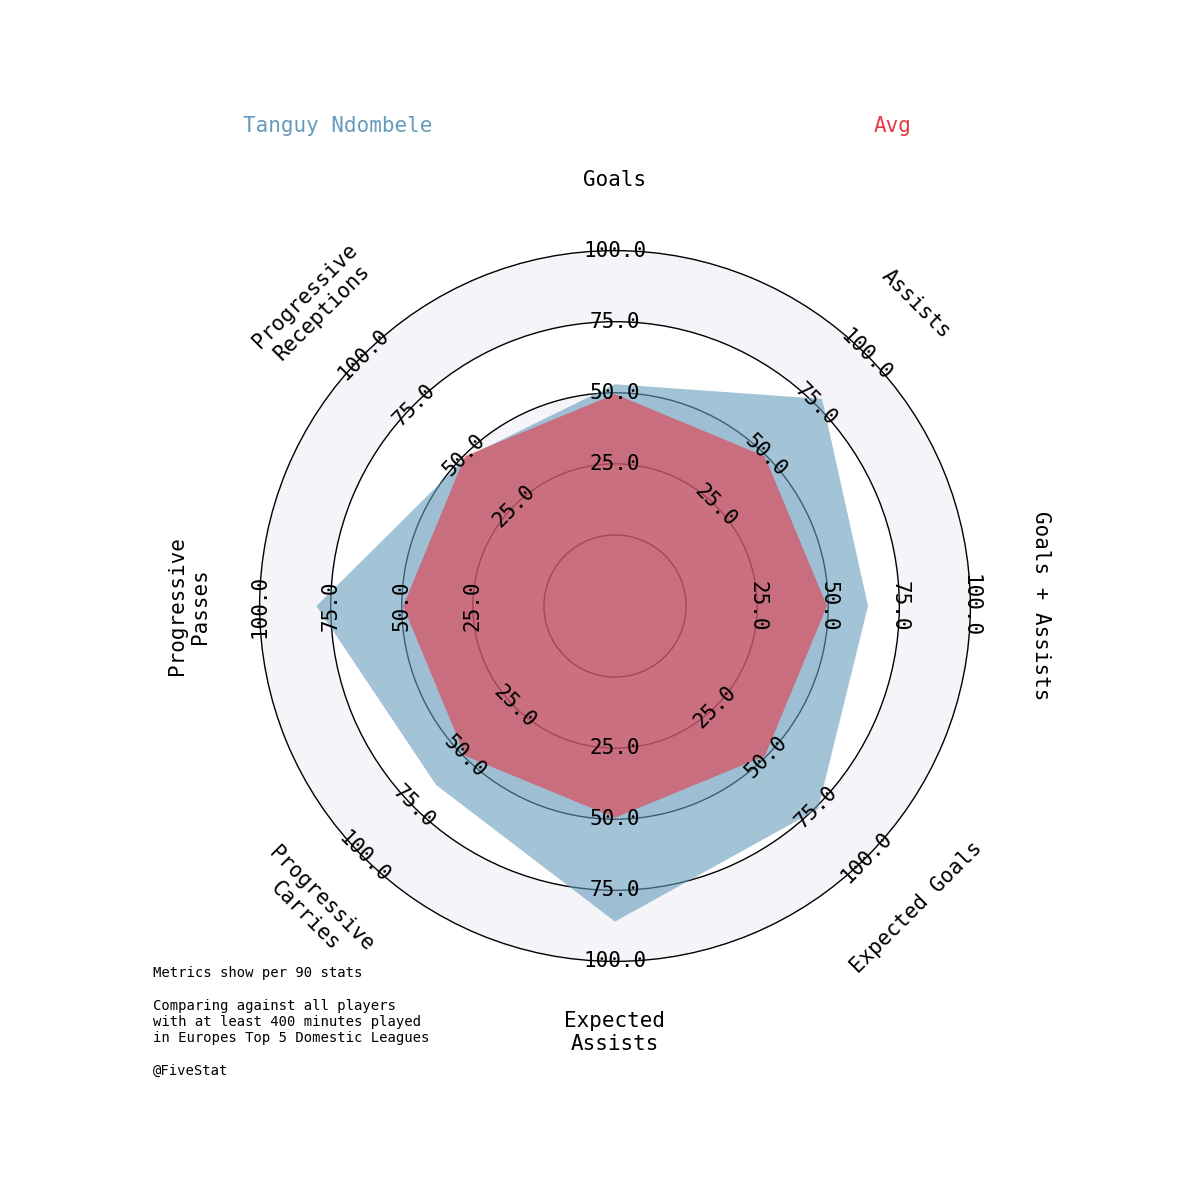 Tanguy Ndombele
Avg
Goals
Assists
Goals + Assists
Expected Goals
Expected
Assists
Progressive
Carries
Progressive
Passes
Progressive
Receptions
100.0
75.0
50.0
25.0
100.0
75.0
50.0
25.0
100.0
75.0
50.0
25.0
100.0
75.0
50.0
25.0
100.0
75.0
50.0
25.0
100.0
75.0
50.0
25.0
100.0
75.0
50.0
25.0
100.0
75.0
50.0
25.0
Metrics show per 90 stats
Comparing against all players
with at least 400 minutes played
in Europes Top 5 Domestic Leagues
@FiveStat